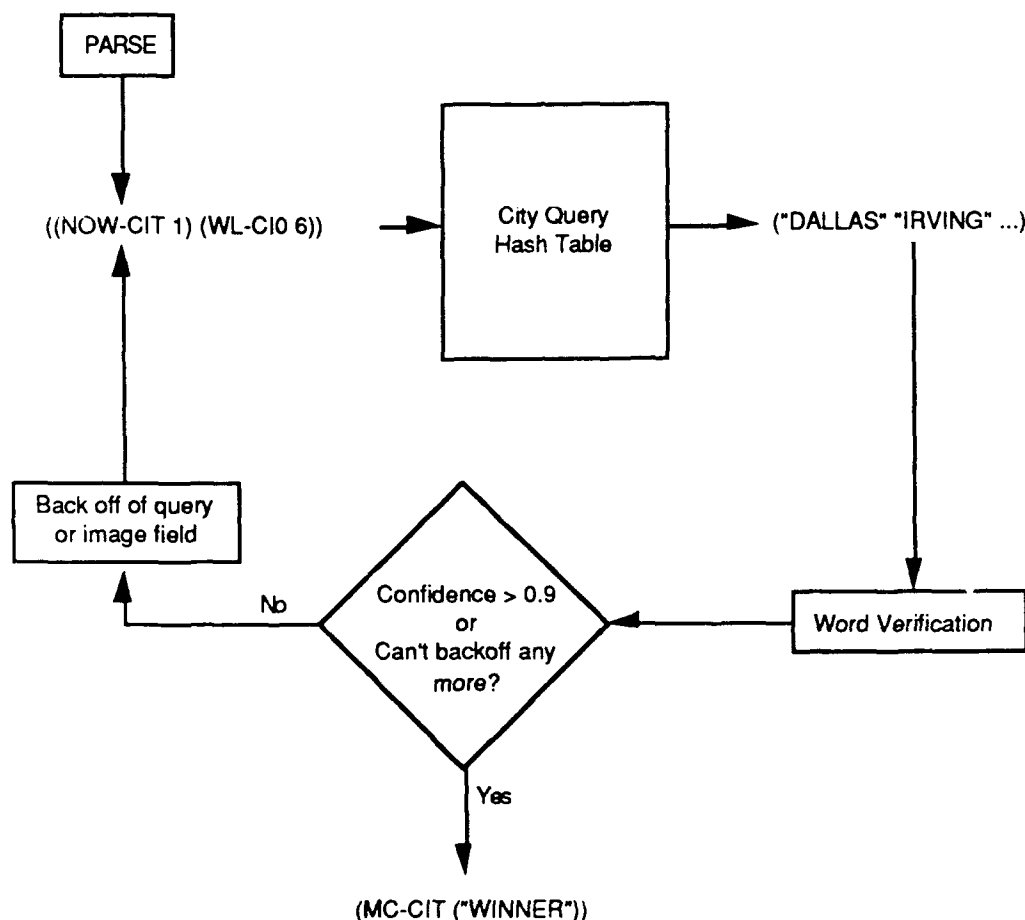 PARSE
((NOW-CIT 1) (WL-CI0 6))
City Query
Hash Table
("DALLAS" "IRVING" ...)
Back off of query
or image field
No
Confidence > 0.9
or
Can't backoff any
more?
Word Verification
Yes
(MC-CIT ("WINNER"))